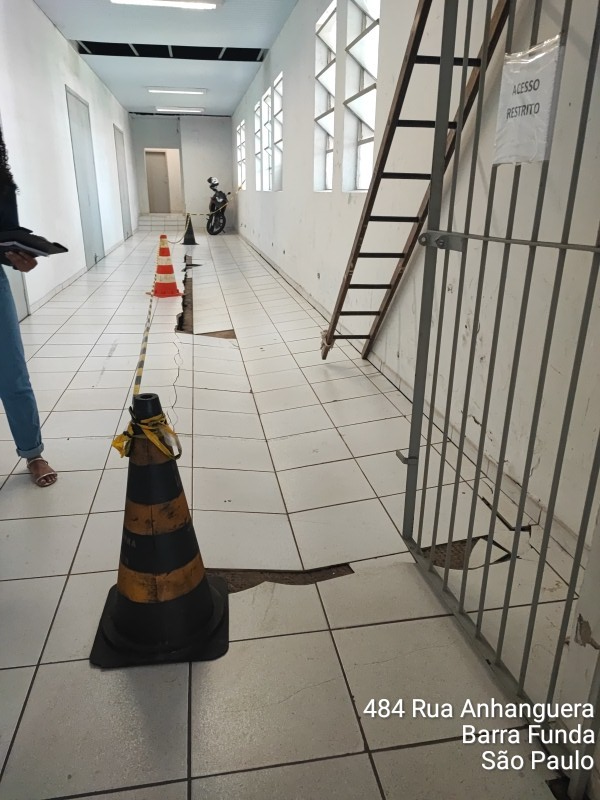 ACESSO
RESTRITO
484 Rua Anhanguera
Barra Funda
São Paulo